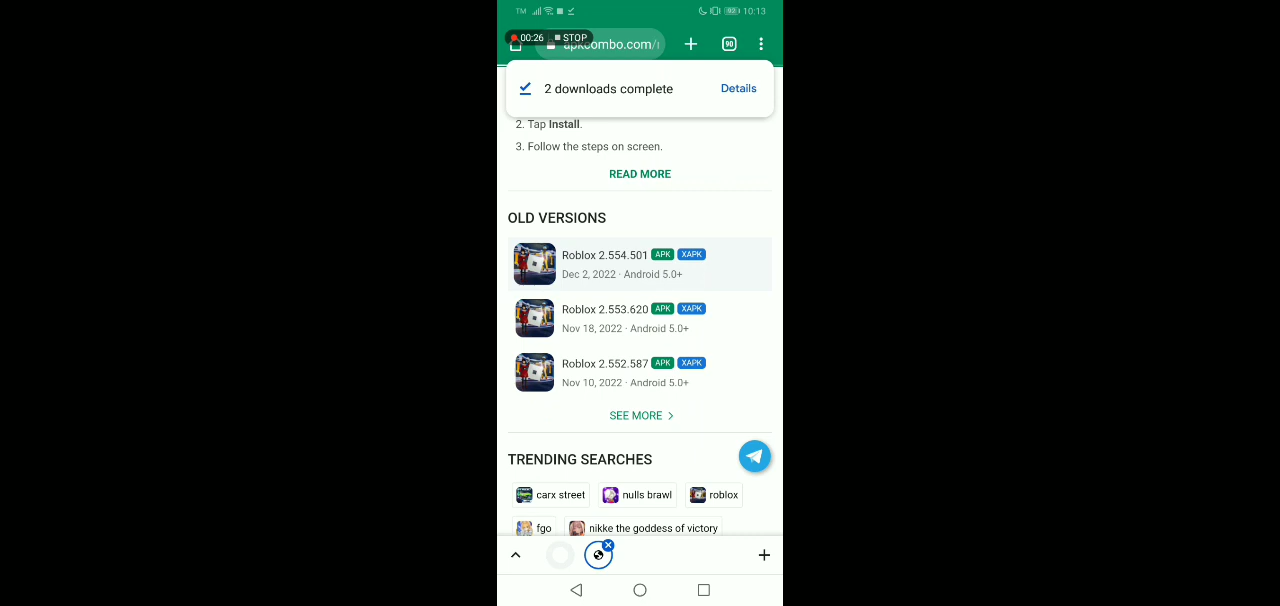 TM 92 10:13
00:26 STOP
apkcombo.com/r 90
2 downloads complete Details
2. Tap Install.
3. Follow the steps on screen.
READ MORE
OLD VERSIONS
Roblox 2.554.501 APK XAPK
Dec 2, 2022 · Android 5.0+
Roblox 2.553.620 APK XAPK
Nov 18, 2022 · Android 5.0+
Roblox 2.552.587 APK XAPK
Nov 10, 2022 · Android 5.0+
SEE MORE
TRENDING SEARCHES
carx street nulls brawl roblox
fgo nikke the goddess of victory